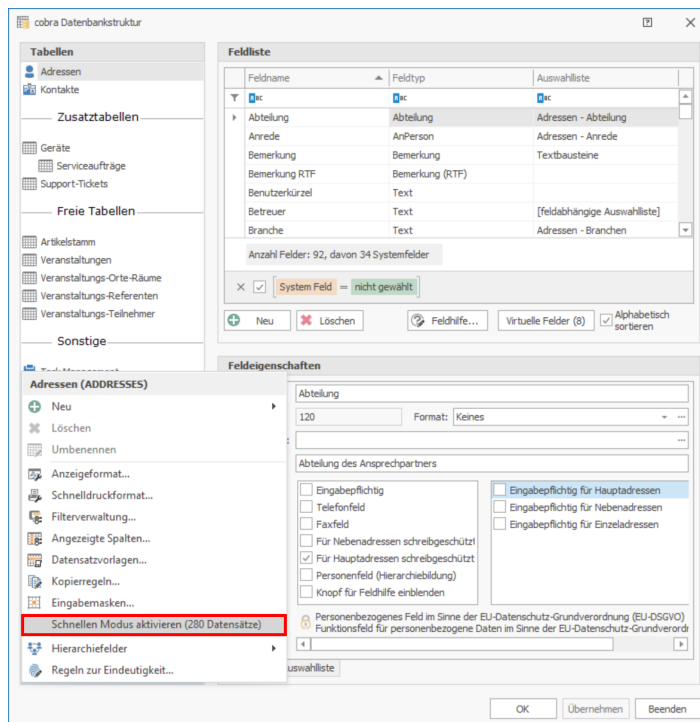 cobra Datenbankstruktur
Tabellen
Adressen
Kontakte
Zusatztabellen
Geräte
Serviceaufträge
Support-Tickets
Freie Tabellen
Artikelstamm
Veranstaltungen
Veranstaltungs-Orte-Räume
Veranstaltungs-Referenten
Veranstaltungs-Teilnehmer
Sonstige
Feldliste
Feldname Feldtyp Auswahlliste
Abteilung Abteilung Adressen - Abteilung
Anrede AnPerson Adressen - Anrede
Bemerkung Bemerkung Textbausteine
Bemerkung RTF Bemerkung (RTF)
Benutzerkürzel Text
Betreuer Text [feldabhängige Auswahlliste]
Branche Text Adressen - Branchen
Anzahl Felder: 92, davon 34 Systemfelder
System Feld = nicht gewählt
Neu Löschen Feldhilfe... Virtuelle Felder (8) Alphabetisch
sortieren
Feldeigenschaften
Abteilung
120 Format: Keines
Abteilung des Ansprechpartners
Eingabepflichtig
Telefonfeld
Faxfeld
Für Nebenadressen schreibgeschützt
Für Hauptadressen schreibgeschützt
Personenfeld (Hierarchiebildung)
Knopf für Feldhilfe einblenden
Eingabepflichtig für Hauptadressen
Eingabepflichtig für Nebenadressen
Eingabepflichtig für Einzeladressen
Personenbezogenes Feld im Sinne der EU-Datenschutz-Grundverordnung (EU-DSGVO)
Funktionsfeld für personenbezogene Daten im Sinne der EU-Datenschutz-Grundverordn
uswahlliste
Adressen (ADDRESSES)
Neu
Löschen
Umbenennen
Anzeigeformat...
Schnelldruckformat...
Filterverwaltung...
Angezeigte Spalten...
Datensatzvorlagen...
Kopierregeln...
Eingabemasken...
Schnellen Modus aktivieren (280 Datensätze)
Hierarchiefelder
Regeln zur Eindeutigkeit...
OK Übernehmen Beenden